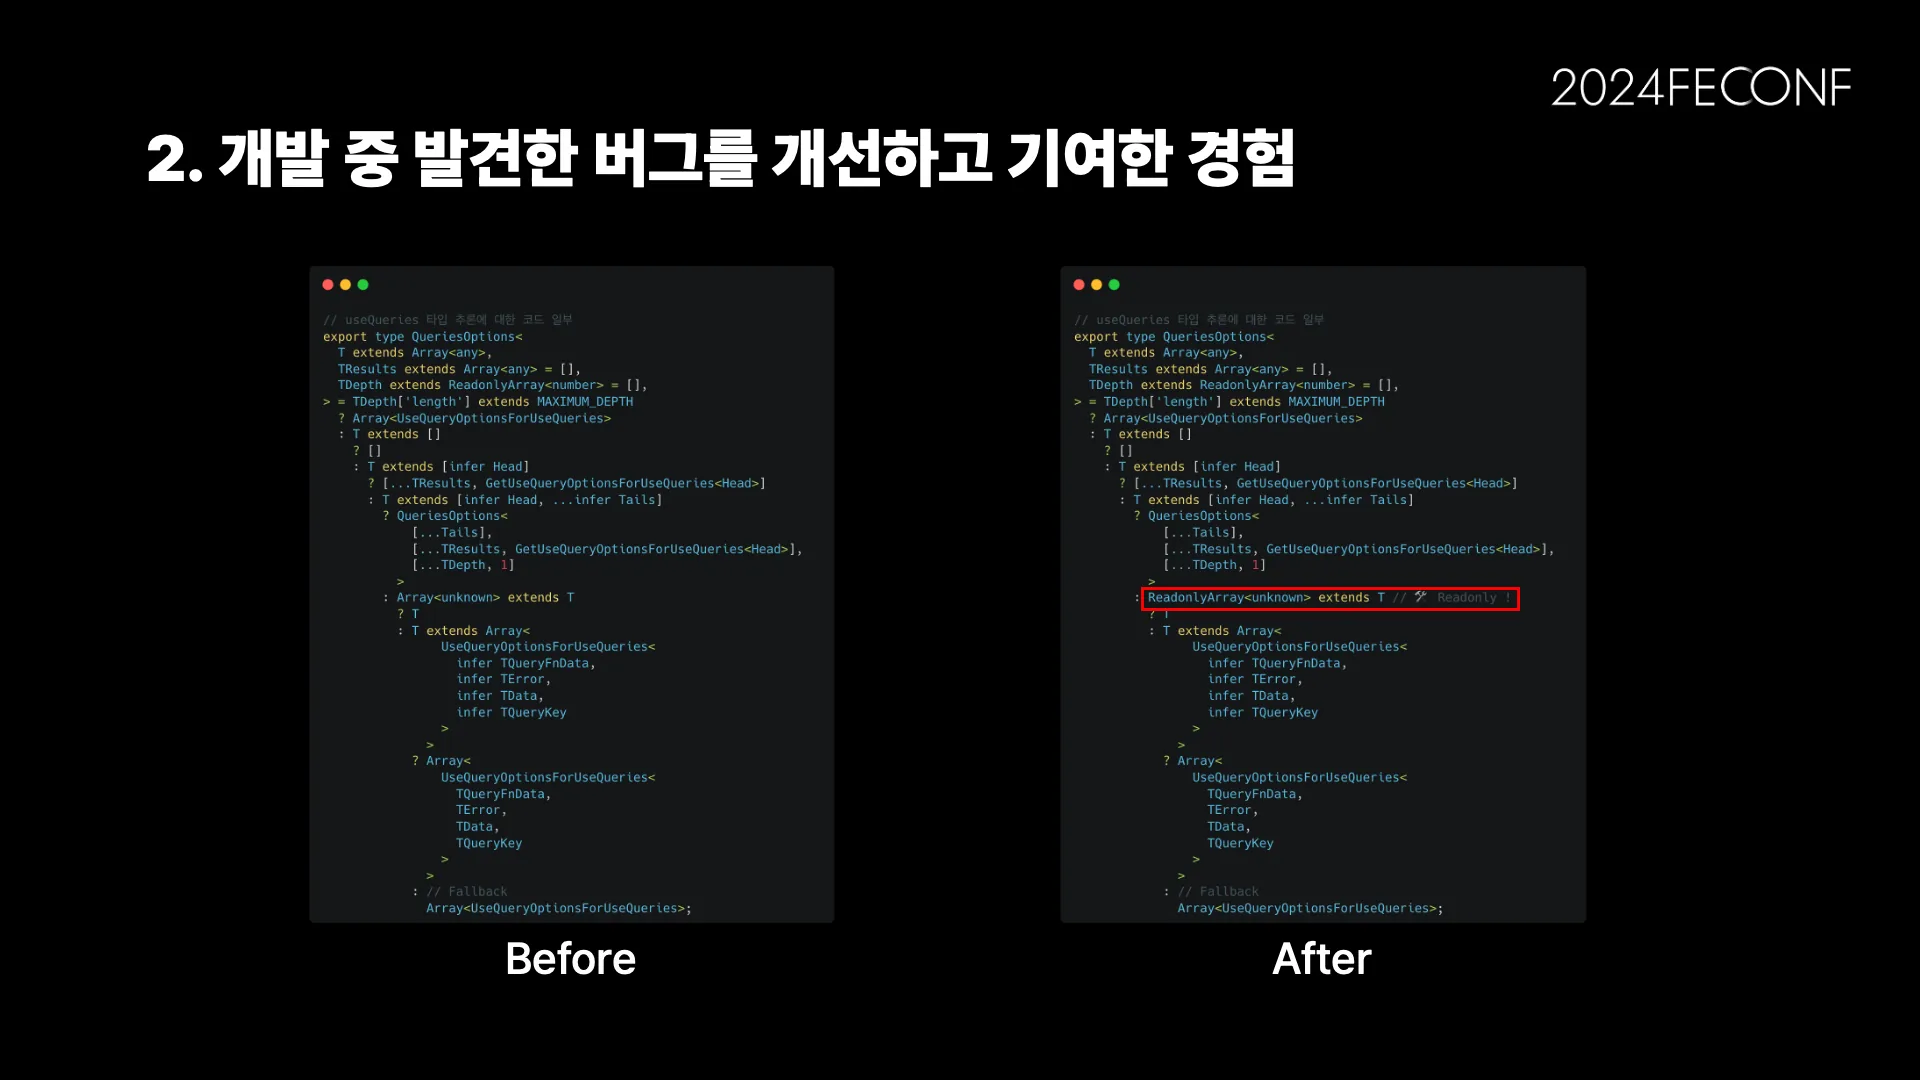 2024FECONF
2. 개발 중 발견한 버그를 개선하고 기여한 경험
// useQueries 타입 추론에 대한 코드 일부
export type QueriesOptions<
  T extends Array<any>,
  TResults extends Array<any> = [],
  TDepth extends ReadonlyArray<number> = [],
> = TDepth['length'] extends MAXIMUM_DEPTH
  ? Array<UseQueryOptionsForUseQueries>
  : T extends []
    ? []
    : T extends [infer Head]
      ? [...TResults, GetUseQueryOptionsForUseQueries<Head>]
      : T extends [infer Head, ...infer Tails]
        ? QueriesOptions<
            [...Tails],
            [...TResults, GetUseQueryOptionsForUseQueries<Head>],
            [...TDepth, 1]
          >
        : Array<unknown> extends T
          ? T
          : T extends Array<
                UseQueryOptionsForUseQueries<
                  infer TQueryFnData,
                  infer TError,
                  infer TData,
                  infer TQueryKey
                >
              >
            ? Array<
                UseQueryOptionsForUseQueries<
                  TQueryFnData,
                  TError,
                  TData,
                  TQueryKey
                >
              >
            : // Fallback
              Array<UseQueryOptionsForUseQueries>;
Before
// useQueries 타입 추론에 대한 코드 일부
export type QueriesOptions<
  T extends Array<any>,
  TResults extends Array<any> = [],
  TDepth extends ReadonlyArray<number> = [],
> = TDepth['length'] extends MAXIMUM_DEPTH
  ? Array<UseQueryOptionsForUseQueries>
  : T extends []
    ? []
    : T extends [infer Head]
      ? [...TResults, GetUseQueryOptionsForUseQueries<Head>]
      : T extends [infer Head, ...infer Tails]
        ? QueriesOptions<
            [...Tails],
            [...TResults, GetUseQueryOptionsForUseQueries<Head>],
            [...TDepth, 1]
          >
        : ReadonlyArray<unknown> extends T // 🛠 Readonly !
          ? T
          : T extends Array<
                UseQueryOptionsForUseQueries<
                  infer TQueryFnData,
                  infer TError,
                  infer TData,
                  infer TQueryKey
                >
              >
            ? Array<
                UseQueryOptionsForUseQueries<
                  TQueryFnData,
                  TError,
                  TData,
                  TQueryKey
                >
              >
            : // Fallback
              Array<UseQueryOptionsForUseQueries>;
After